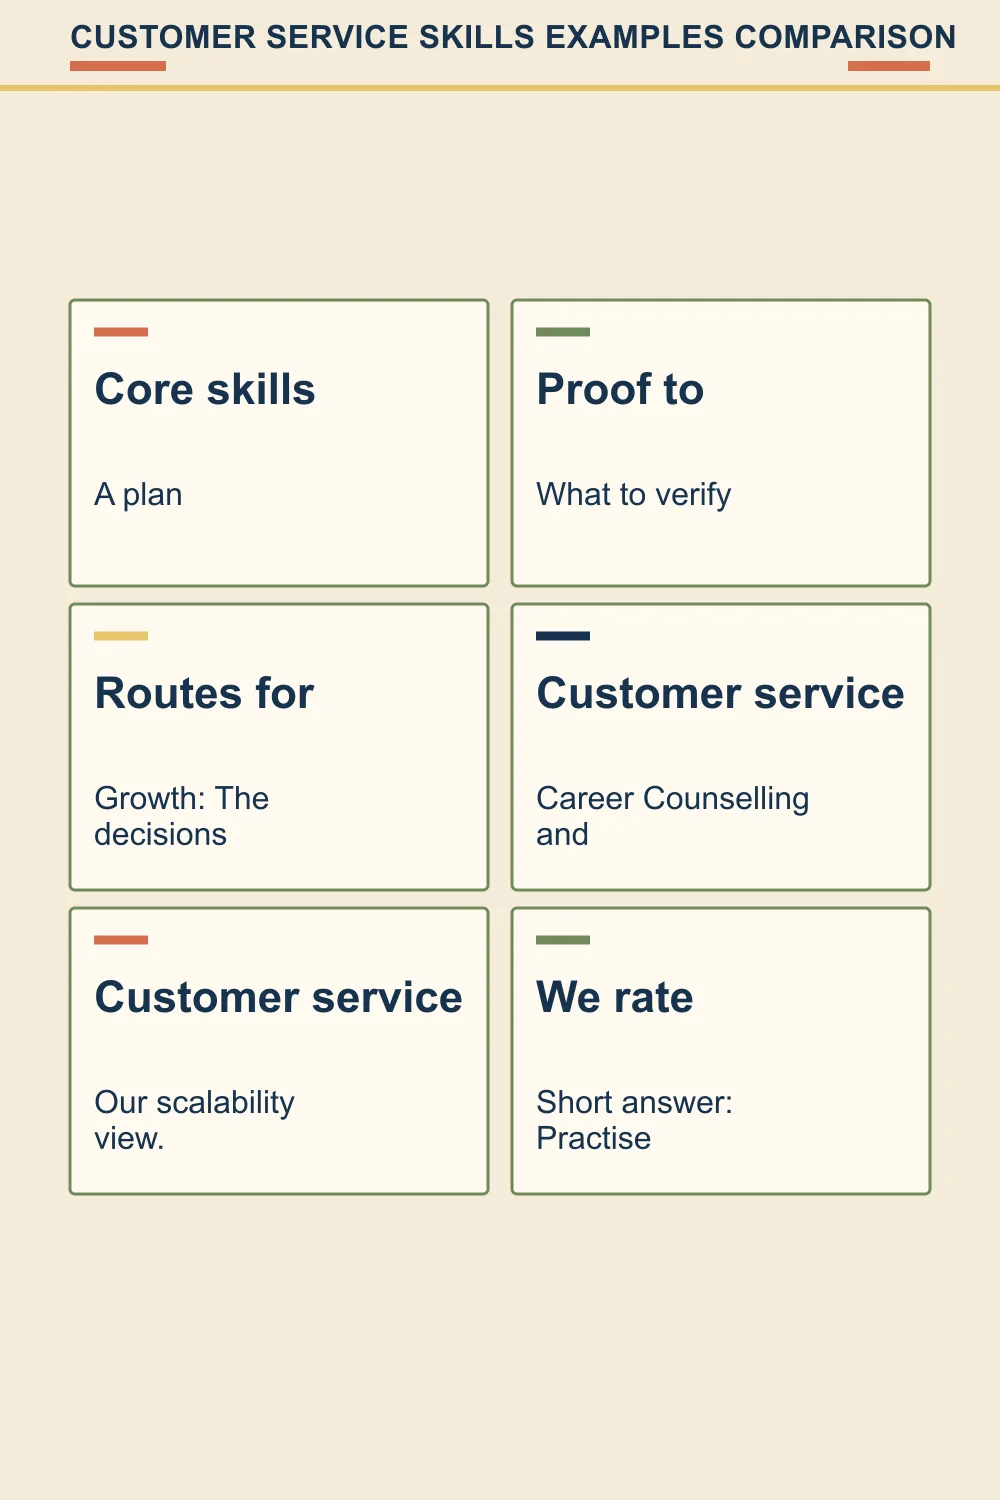 CUSTOMER SERVICE SKILLS EXAMPLES COMPARISON
Core skills
A plan
Proof to
What to verify
Routes for
Growth: The
decisions
Customer service
Career Counselling
and
Customer service
Our scalability
view.
We rate
Short answer:
Practise